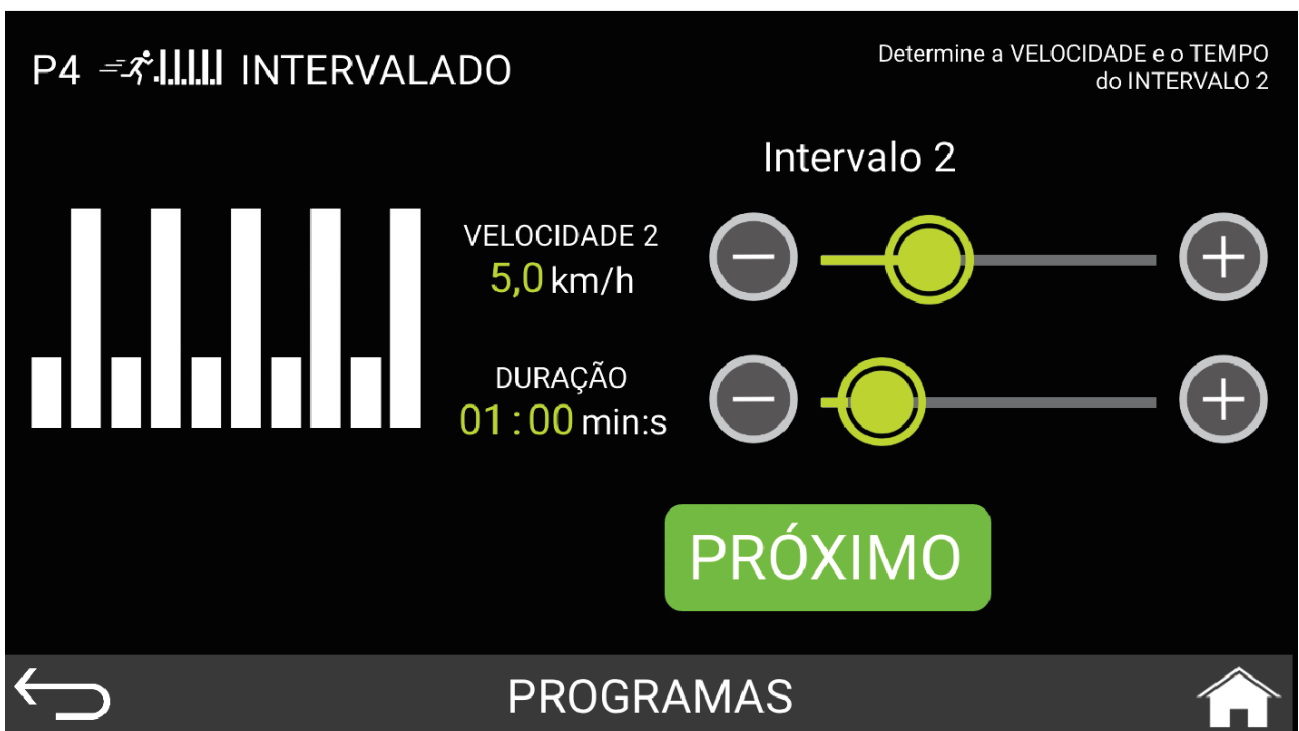 P4 INTERVALADO
Determine a VELOCIDADE e o TEMPO
do INTERVALO 2
Intervalo 2
VELOCIDADE 2
5,0 km/h
DURAÇÃO
01:00 min:s
PRÓXIMO
PROGRAMAS